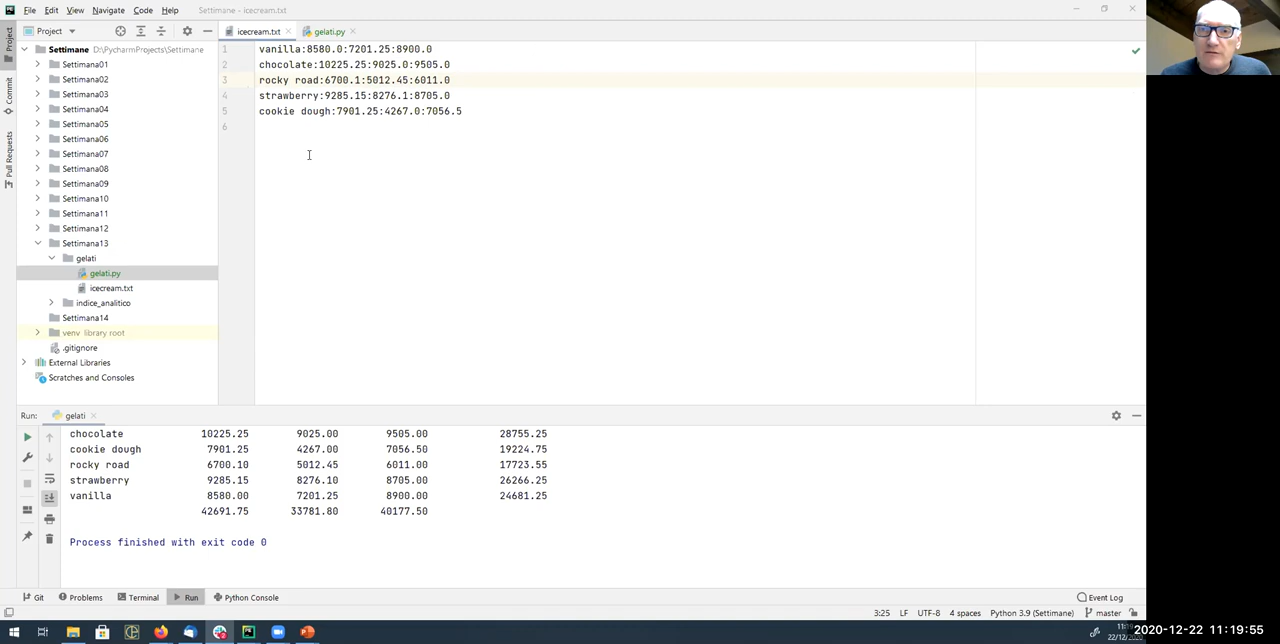 File Edit View Navigate Code Help Settimane - icecream.txt
Project
icecream.txt gelati.py
Project
Commit
Pull Requests
Settimane D:\PycharmProjects\Settimane
Settimana01
Settimana02
Settimana03
Settimana04
Settimana05
Settimana06
Settimana07
Settimana08
Settimana09
Settimana10
Settimana11
Settimana12
Settimana13
gelati
gelati.py
icecream.txt
indice_analitico
Settimana14
venv library root
.gitignore
External Libraries
Scratches and Consoles
1 vanilla:8580.0:7201.25:8900.0
2 chocolate:10225.25:9025.0:9505.0
3 rocky road:6700.1:5012.45:6011.0
4 strawberry:9285.15:8276.1:8705.0
5 cookie dough:7901.25:4267.0:7056.5
6
Run: gelati
chocolate 10225.25 9025.00 9505.00 28755.25
cookie dough 7901.25 4267.00 7056.50 19224.75
rocky road 6700.10 5012.45 6011.00 17723.55
strawberry 9285.15 8276.10 8705.00 26266.25
vanilla 8580.00 7201.25 8900.00 24681.25
42691.75 33781.80 40177.50
Process finished with exit code 0
Git Problems Terminal Run Python Console Event Log
3:25 LF UTF-8 4 spaces Python 3.9 (Settimane) master
2020-12-22 11:19:55